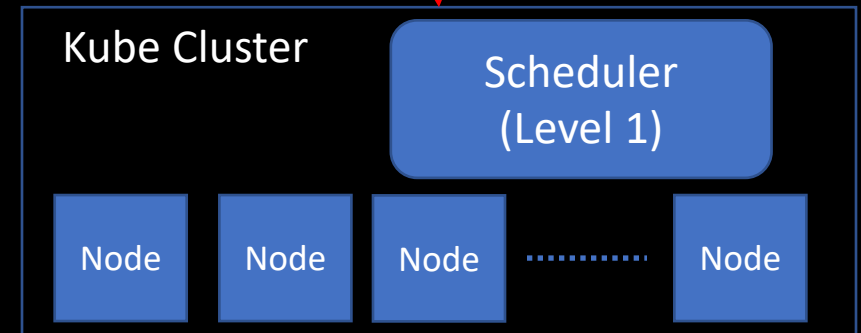 Kube Cluster
Scheduler
(Level 1)
Node
Node
Node
Node